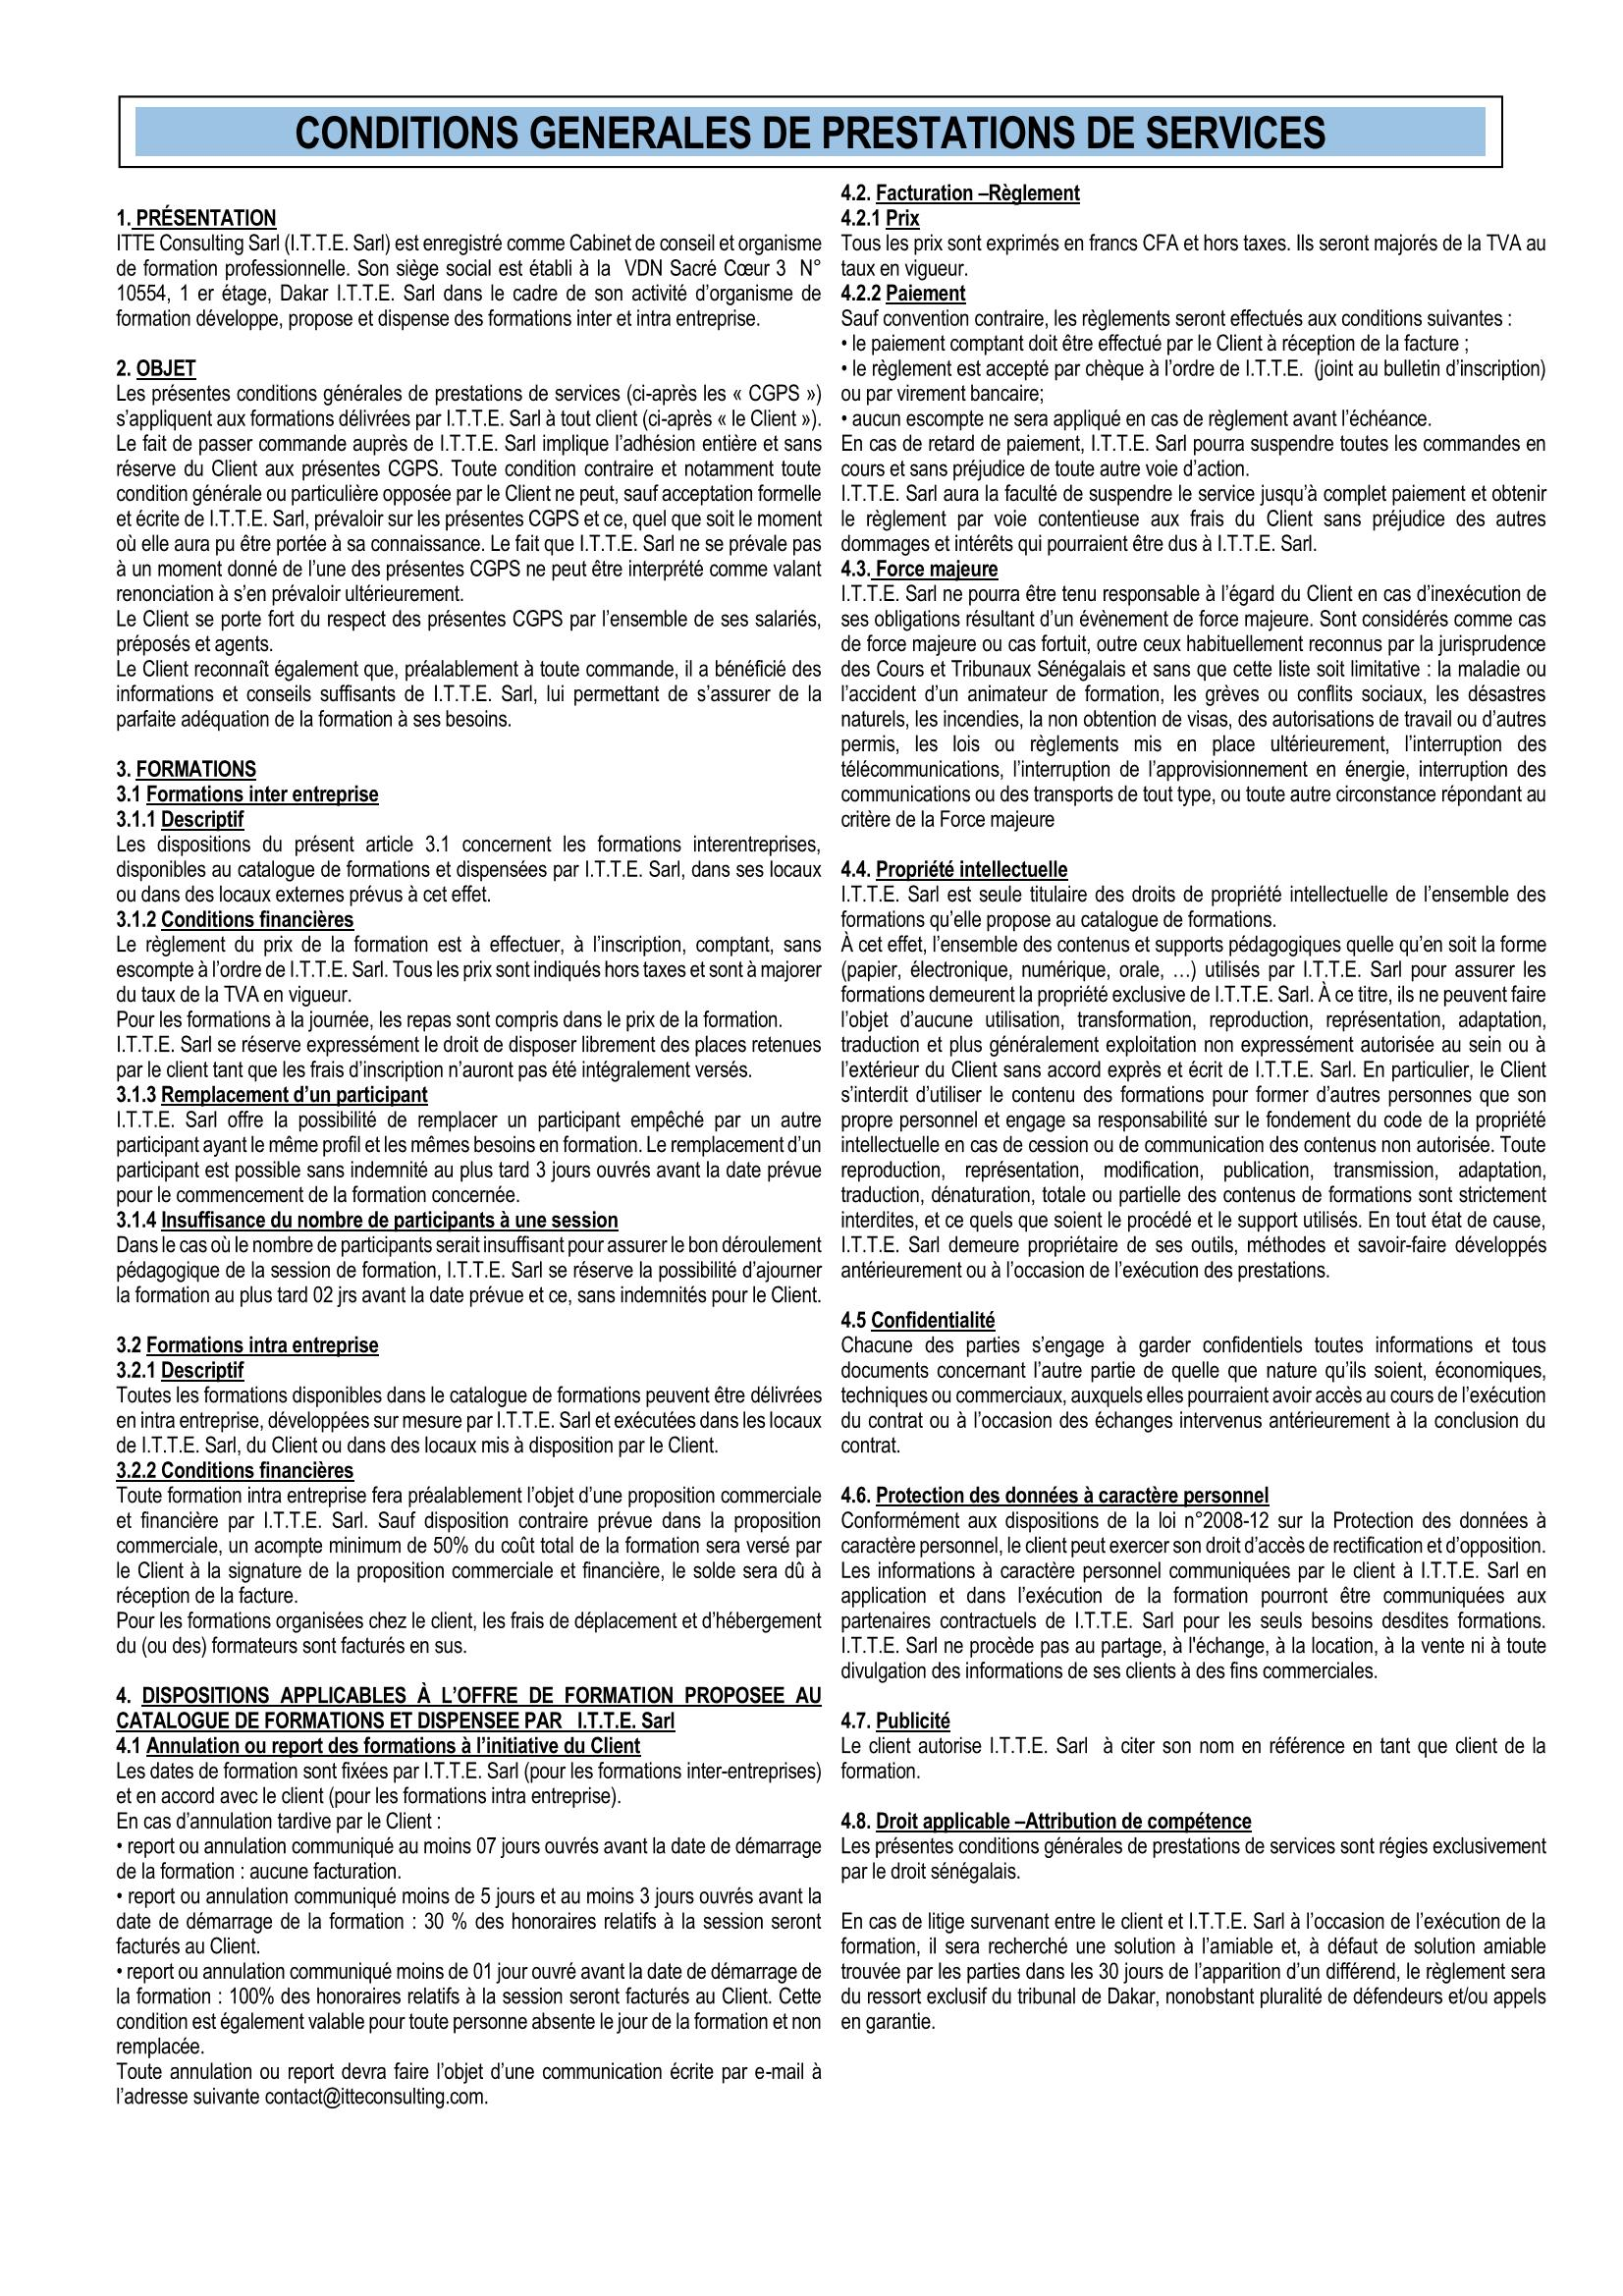 CONDITIONS GENERALES DE PRESTATIONS DE SERVICES
1. PRÉSENTATION
ITTE Consulting Sarl (I.T.T.E. Sarl) est enregistré comme Cabinet de conseil et organisme
de formation professionnelle. Son siège social est établi à la VDN Sacré Cœur 3 N°
10554, 1 er étage, Dakar I.T.T.E. Sarl dans le cadre de son activité d’organisme de
formation développe, propose et dispense des formations inter et intra entreprise.
2. OBJET
Les présentes conditions générales de prestations de services (ci-après les « CGPS »)
s’appliquent aux formations délivrées par I.T.T.E. Sarl à tout client (ci-après « le Client »).
Le fait de passer commande auprès de I.T.T.E. Sarl implique l’adhésion entière et sans
réserve du Client aux présentes CGPS. Toute condition contraire et notamment toute
condition générale ou particulière opposée par le Client ne peut, sauf acceptation formelle
et écrite de I.T.T.E. Sarl, prévaloir sur les présentes CGPS et ce, quel que soit le moment
où elle aura pu être portée à sa connaissance. Le fait que I.T.T.E. Sarl ne se prévale pas
à un moment donné de l’une des présentes CGPS ne peut être interprété comme valant
renonciation à s’en prévaloir ultérieurement.
Le Client se porte fort du respect des présentes CGPS par l’ensemble de ses salariés,
préposés et agents.
Le Client reconnaît également que, préalablement à toute commande, il a bénéficié des
informations et conseils suffisants de I.T.T.E. Sarl, lui permettant de s’assurer de la
parfaite adéquation de la formation à ses besoins.
3. FORMATIONS
3.1 Formations inter entreprise
3.1.1 Descriptif
Les dispositions du présent article 3.1 concernent les formations interentreprises,
disponibles au catalogue de formations et dispensées par I.T.T.E. Sarl, dans ses locaux
ou dans des locaux externes prévus à cet effet.
3.1.2 Conditions financières
Le règlement du prix de la formation est à effectuer, à l’inscription, comptant, sans
escompte à l’ordre de I.T.T.E. Sarl. Tous les prix sont indiqués hors taxes et sont à majorer
du taux de la TVA en vigueur.
Pour les formations à la journée, les repas sont compris dans le prix de la formation.
I.T.T.E. Sarl se réserve expressément le droit de disposer librement des places retenues
par le client tant que les frais d’inscription n’auront pas été intégralement versés.
3.1.3 Remplacement d’un participant
I.T.T.E. Sarl offre la possibilité de remplacer un participant empêché par un autre
participant ayant le même profil et les mêmes besoins en formation. Le remplacement d’un
participant est possible sans indemnité au plus tard 3 jours ouvrés avant la date prévue
pour le commencement de la formation concernée.
3.1.4 Insuffisance du nombre de participants à une session
Dans le cas où le nombre de participants serait insuffisant pour assurer le bon déroulement
pédagogique de la session de formation, I.T.T.E. Sarl se réserve la possibilité d’ajourner
la formation au plus tard 02 jrs avant la date prévue et ce, sans indemnités pour le Client.
3.2 Formations intra entreprise
3.2.1 Descriptif
Toutes les formations disponibles dans le catalogue de formations peuvent être délivrées
en intra entreprise, développées sur mesure par I.T.T.E. Sarl et exécutées dans les locaux
de I.T.T.E. Sarl, du Client ou dans des locaux mis à disposition par le Client.
3.2.2 Conditions financières
Toute formation intra entreprise fera préalablement l’objet d’une proposition commerciale
et financière par I.T.T.E. Sarl. Sauf disposition contraire prévue dans la proposition
commerciale, un acompte minimum de 50% du coût total de la formation sera versé par
le Client à la signature de la proposition commerciale et financière, le solde sera dû à
réception de la facture.
Pour les formations organisées chez le client, les frais de déplacement et d’hébergement
du (ou des) formateurs sont facturés en sus.
4. DISPOSITIONS APPLICABLES À L’OFFRE DE FORMATION PROPOSEE AU
CATALOGUE DE FORMATIONS ET DISPENSEE PAR I.T.T.E. Sarl
4.1 Annulation ou report des formations à l’initiative du Client
Les dates de formation sont fixées par I.T.T.E. Sarl (pour les formations inter-entreprises)
et en accord avec le client (pour les formations intra entreprise).
En cas d’annulation tardive par le Client :
• report ou annulation communiqué au moins 07 jours ouvrés avant la date de démarrage
de la formation : aucune facturation.
• report ou annulation communiqué moins de 5 jours et au moins 3 jours ouvrés avant la
date de démarrage de la formation : 30 % des honoraires relatifs à la session seront
facturés au Client.
• report ou annulation communiqué moins de 01 jour ouvré avant la date de démarrage de
la formation : 100% des honoraires relatifs à la session seront facturés au Client. Cette
condition est également valable pour toute personne absente le jour de la formation et non
remplacée.
Toute annulation ou report devra faire l’objet d’une communication écrite par e-mail à
l’adresse suivante contact@itteconsulting.com.
4.2. Facturation –Règlement
4.2.1 Prix
Tous les prix sont exprimés en francs CFA et hors taxes. Ils seront majorés de la TVA au
taux en vigueur.
4.2.2 Paiement
Sauf convention contraire, les règlements seront effectués aux conditions suivantes :
• le paiement comptant doit être effectué par le Client à réception de la facture ;
• le règlement est accepté par chèque à l’ordre de I.T.T.E. (joint au bulletin d’inscription)
ou par virement bancaire;
• aucun escompte ne sera appliqué en cas de règlement avant l’échéance.
En cas de retard de paiement, I.T.T.E. Sarl pourra suspendre toutes les commandes en
cours et sans préjudice de toute autre voie d’action.
I.T.T.E. Sarl aura la faculté de suspendre le service jusqu’à complet paiement et obtenir
le règlement par voie contentieuse aux frais du Client sans préjudice des autres
dommages et intérêts qui pourraient être dus à I.T.T.E. Sarl.
4.3. Force majeure
I.T.T.E. Sarl ne pourra être tenu responsable à l’égard du Client en cas d’inexécution de
ses obligations résultant d’un évènement de force majeure. Sont considérés comme cas
de force majeure ou cas fortuit, outre ceux habituellement reconnus par la jurisprudence
des Cours et Tribunaux Sénégalais et sans que cette liste soit limitative : la maladie ou
l’accident d’un animateur de formation, les grèves ou conflits sociaux, les désastres
naturels, les incendies, la non obtention de visas, des autorisations de travail ou d’autres
permis, les lois ou règlements mis en place ultérieurement, l’interruption des
télécommunications, l’interruption de l’approvisionnement en énergie, interruption des
communications ou des transports de tout type, ou toute autre circonstance répondant au
critère de la Force majeure
4.4. Propriété intellectuelle
I.T.T.E. Sarl est seule titulaire des droits de propriété intellectuelle de l’ensemble des
formations qu’elle propose au catalogue de formations.
À cet effet, l’ensemble des contenus et supports pédagogiques quelle qu’en soit la forme
(papier, électronique, numérique, orale, …) utilisés par I.T.T.E. Sarl pour assurer les
formations demeurent la propriété exclusive de I.T.T.E. Sarl. À ce titre, ils ne peuvent faire
l’objet d’aucune utilisation, transformation, reproduction, représentation, adaptation,
traduction et plus généralement exploitation non expressément autorisée au sein ou à
l’extérieur du Client sans accord exprès et écrit de I.T.T.E. Sarl. En particulier, le Client
s’interdit d’utiliser le contenu des formations pour former d’autres personnes que son
propre personnel et engage sa responsabilité sur le fondement du code de la propriété
intellectuelle en cas de cession ou de communication des contenus non autorisée. Toute
reproduction, représentation, modification, publication, transmission, adaptation,
traduction, dénaturation, totale ou partielle des contenus de formations sont strictement
interdites, et ce quels que soient le procédé et le support utilisés. En tout état de cause,
I.T.T.E. Sarl demeure propriétaire de ses outils, méthodes et savoir-faire développés
antérieurement ou à l’occasion de l’exécution des prestations.
4.5 Confidentialité
Chacune des parties s’engage à garder confidentiels toutes informations et tous
documents concernant l’autre partie de quelle que nature qu’ils soient, économiques,
techniques ou commerciaux, auxquels elles pourraient avoir accès au cours de l’exécution
du contrat ou à l’occasion des échanges intervenus antérieurement à la conclusion du
contrat.
4.6. Protection des données à caractère personnel
Conformément aux dispositions de la loi n°2008-12 sur la Protection des données à
caractère personnel, le client peut exercer son droit d’accès de rectification et d’opposition.
Les informations à caractère personnel communiquées par le client à I.T.T.E. Sarl en
application et dans l’exécution de la formation pourront être communiquées aux
partenaires contractuels de I.T.T.E. Sarl pour les seuls besoins desdites formations.
I.T.T.E. Sarl ne procède pas au partage, à l'échange, à la location, à la vente ni à toute
divulgation des informations de ses clients à des fins commerciales.
4.7. Publicité
Le client autorise I.T.T.E. Sarl à citer son nom en référence en tant que client de la
formation.
4.8. Droit applicable –Attribution de compétence
Les présentes conditions générales de prestations de services sont régies exclusivement
par le droit sénégalais.
En cas de litige survenant entre le client et I.T.T.E. Sarl à l’occasion de l’exécution de la
formation, il sera recherché une solution à l’amiable et, à défaut de solution amiable
trouvée par les parties dans les 30 jours de l’apparition d’un différend, le règlement sera
du ressort exclusif du tribunal de Dakar, nonobstant pluralité de défendeurs et/ou appels
en garantie.